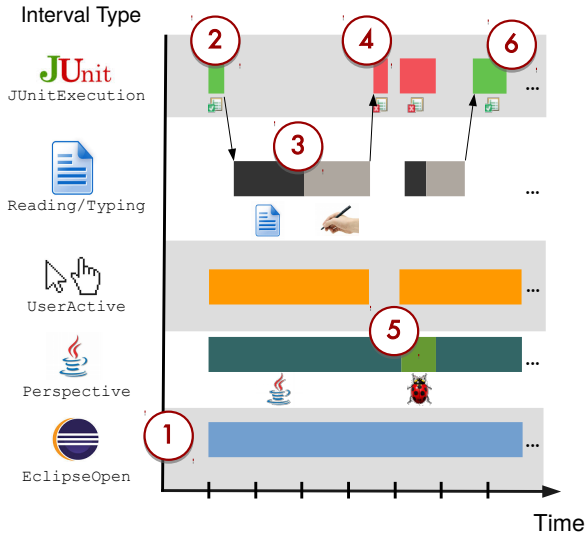 Interval Type
2
4
6
JUnit
JUnitExecution
...
3
Reading/Typing
...
UserActive
...
5
Perspective
...
1
EclipseOpen
...
Time